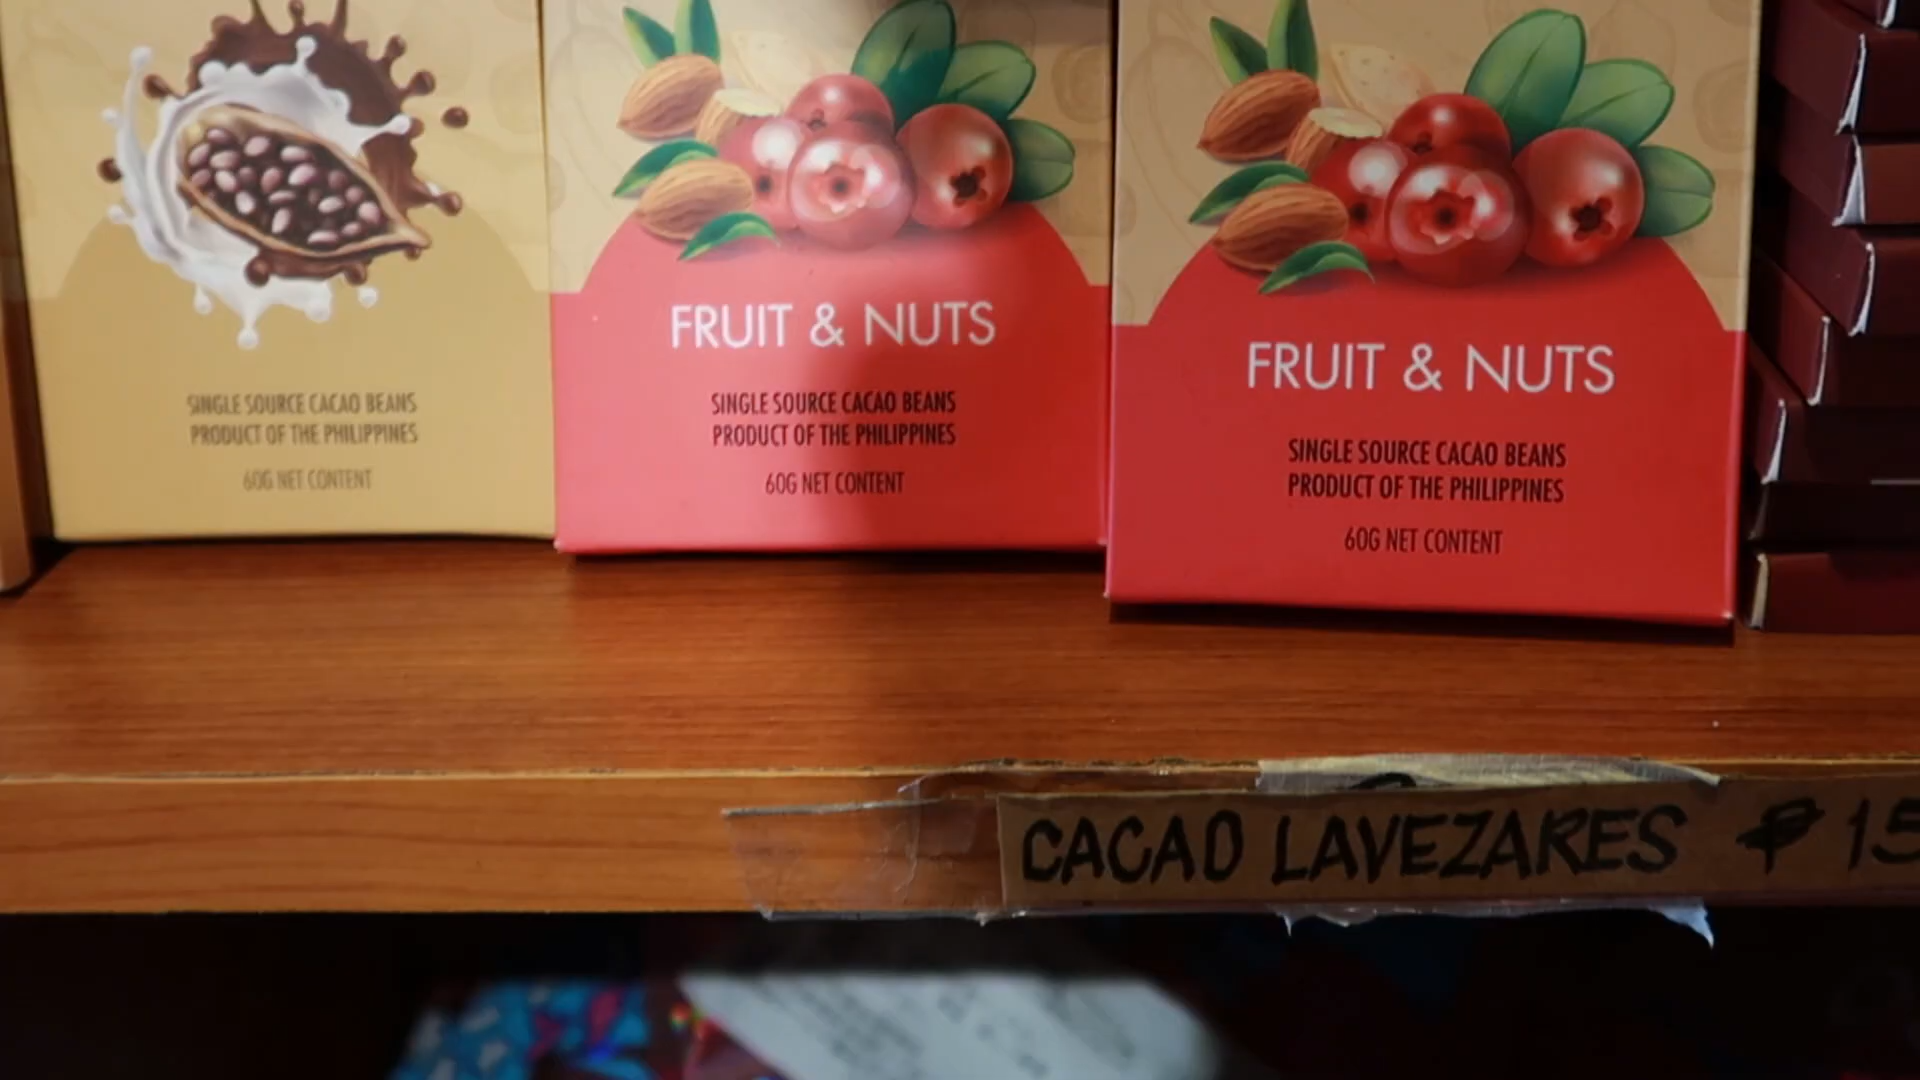 SINGLE SOURCE CACAO BEANS
PRODUCT OF THE PHILIPPINES
60G NET CONTENT
FRUIT & NUTS
SINGLE SOURCE CACAO BEANS
PRODUCT OF THE PHILIPPINES
60G NET CONTENT
FRUIT & NUTS
SINGLE SOURCE CACAO BEANS
PRODUCT OF THE PHILIPPINES
60G NET CONTENT
CACAO LAVEZARES ₱ 15